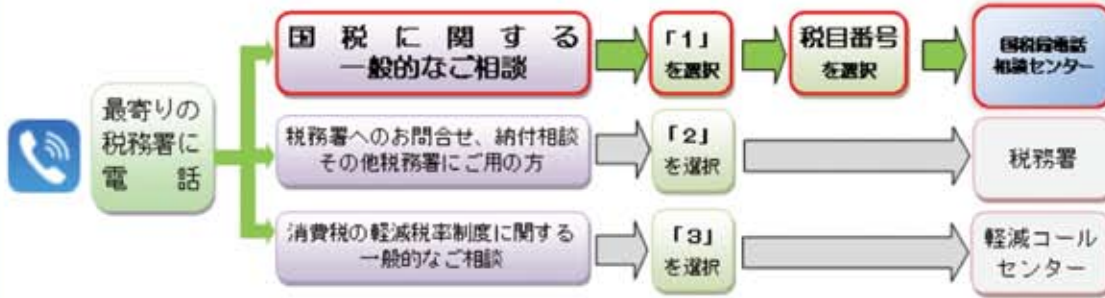 最寄りの
税務署に
電話
国税に関する
一般的なご相談
「1」
を選択
税目番号
を選択
国税局電話
相談センター
税務署へのお問合せ、納付相談
その他税務署にご用の方
「2」
を選択
税務署
消費税の軽減税率制度に関する
一般的なご相談
「3」
を選択
軽減コール
センター